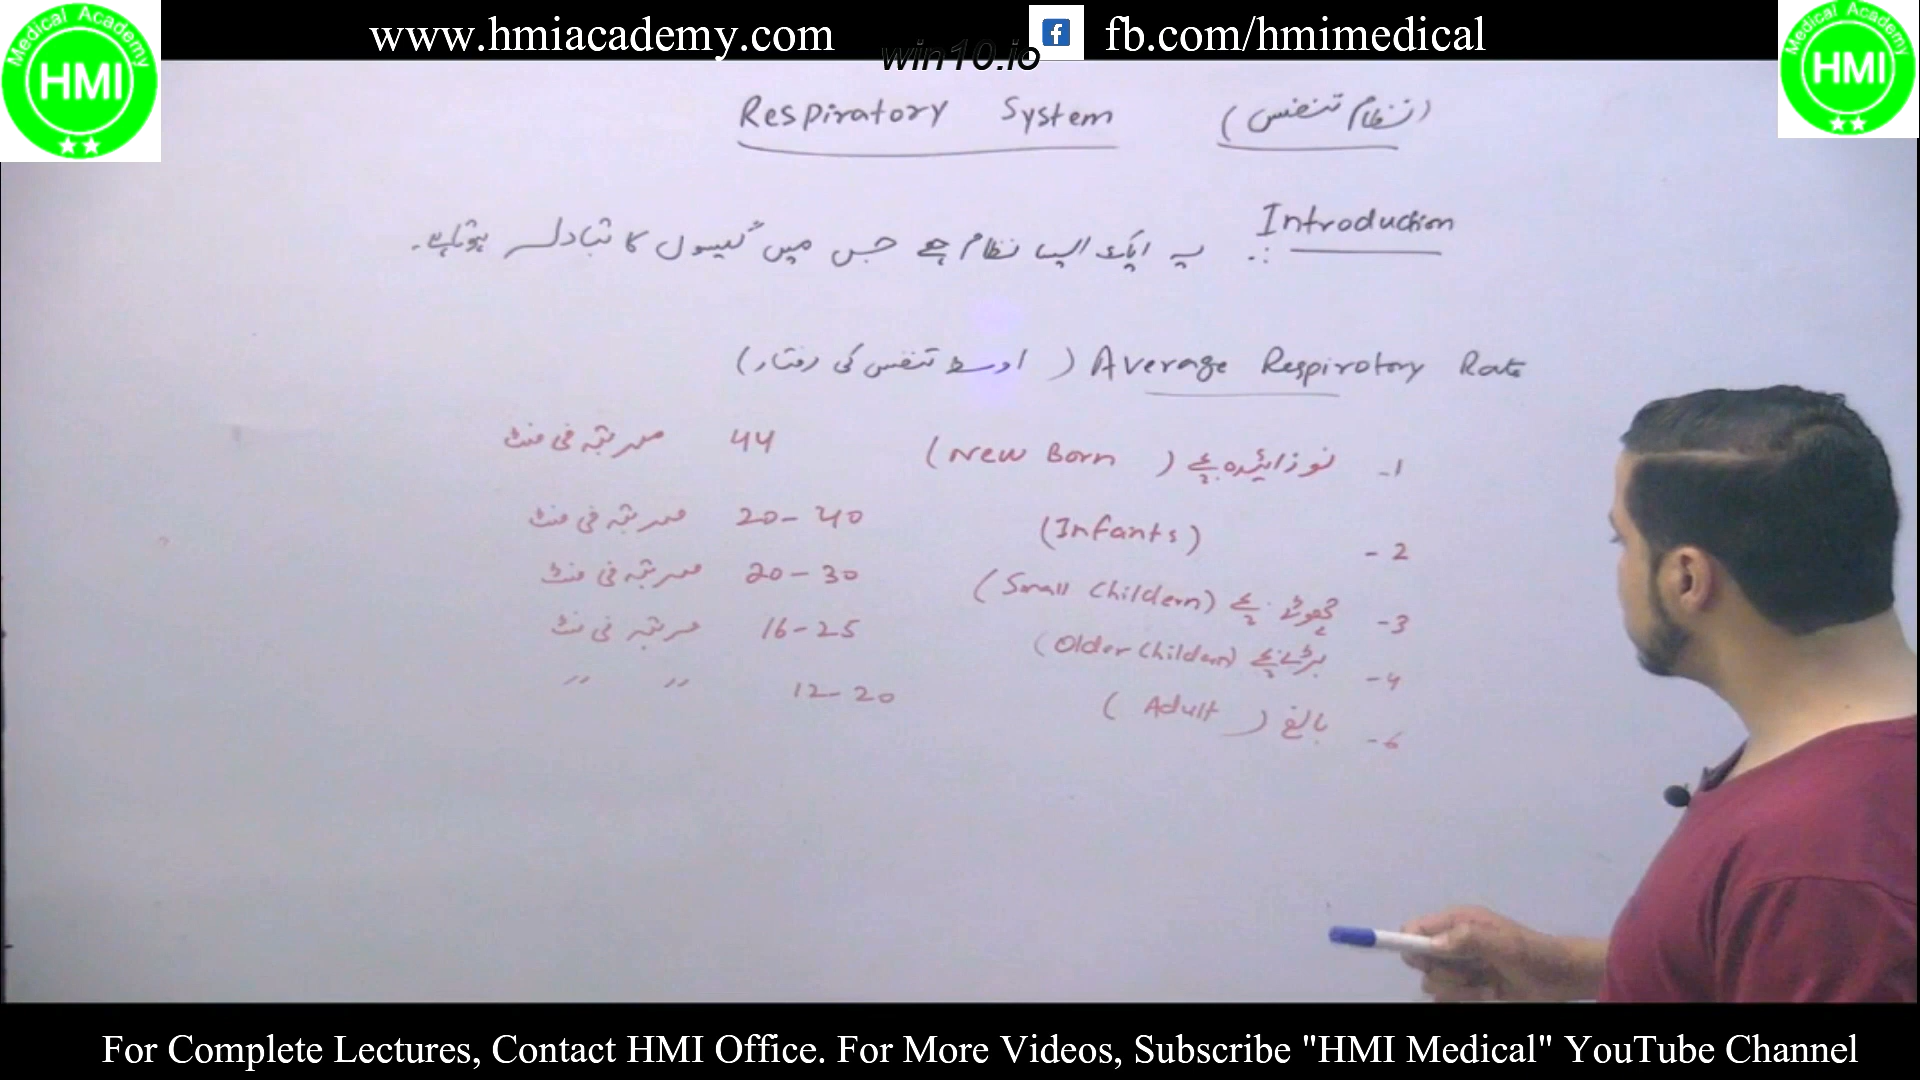 www.hmiacademy.com
fb.com/hmimedical
win10.io
Medical Academy
HMI
Medical Academy
HMI
Respiratory System (نظام تنفس)
Introduction
یہ ایک ایسا نظام ہے جس میں گیسوں کا تبادلہ ہوتا ہے۔
Average Respirotory Rate (اوسط تنفس کی رفتار)
1- نوزائیدہ بچے (New Born) 44 مرتبہ فی منٹ
2- (Infants) 20-40 مرتبہ فی منٹ
3- چھوٹے بچے (Small Childern) 20-30 مرتبہ فی منٹ
4- بڑے بچے (Older Childern) 16-25 مرتبہ فی منٹ
6- بالغ (Adult) 12-20 " "
For Complete Lectures, Contact HMI Office. For More Videos, Subscribe "HMI Medical" YouTube Channel